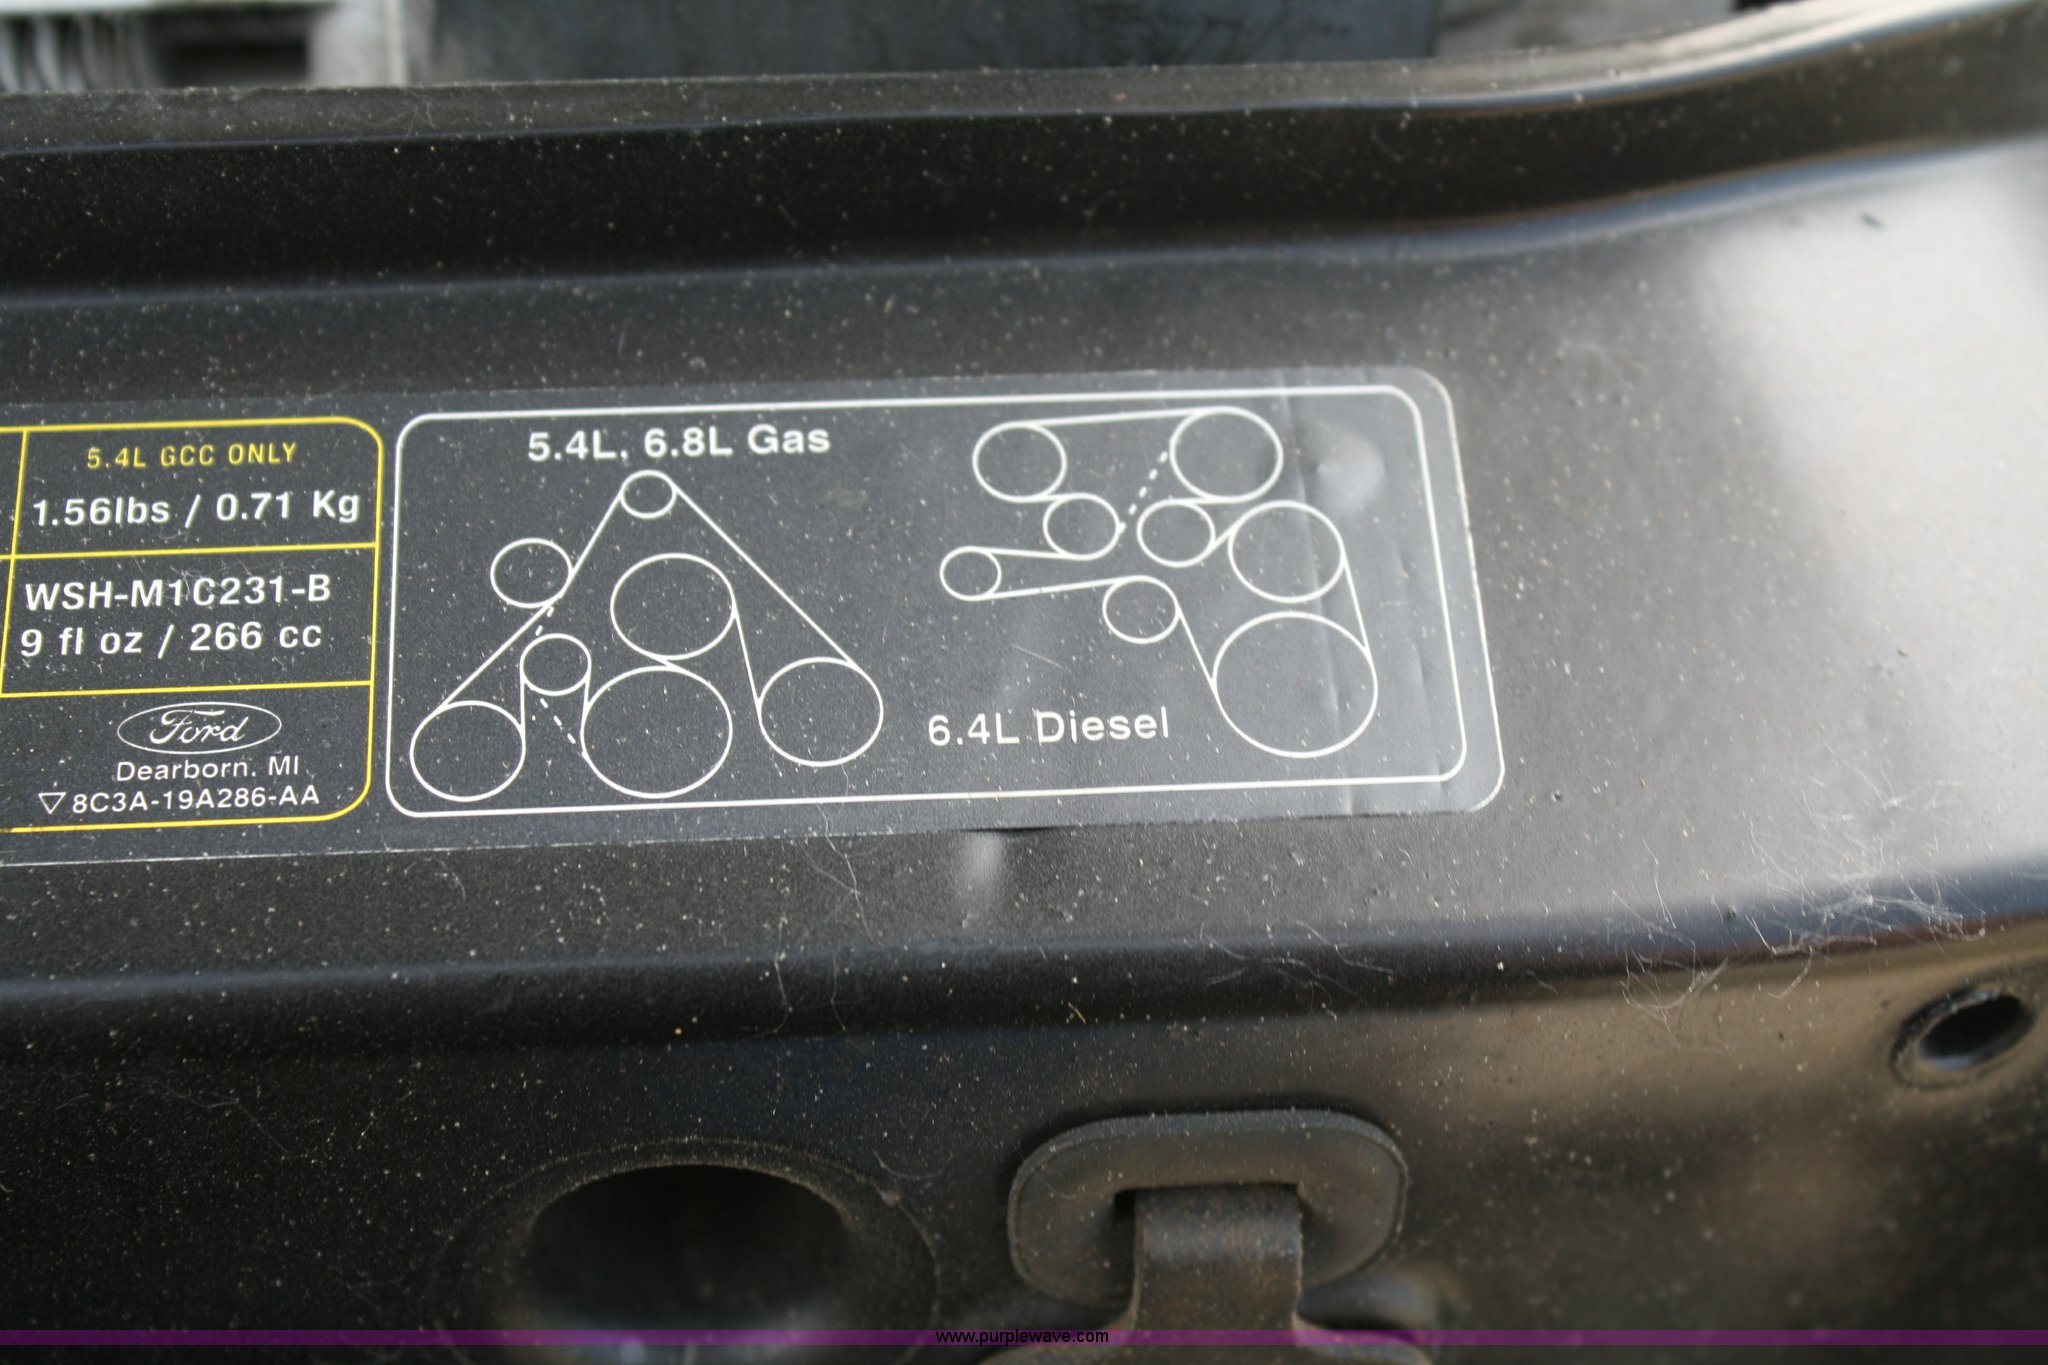 5.4L GCC ONLY
1.56lbs / 0.71 Kg
WSH-M1C231-B
9 fl oz / 266 cc
Ford
Dearborn, MI
8C3A-19A286-AA
5.4L, 6.8L Gas
6.4L Diesel
www.purplewave.com